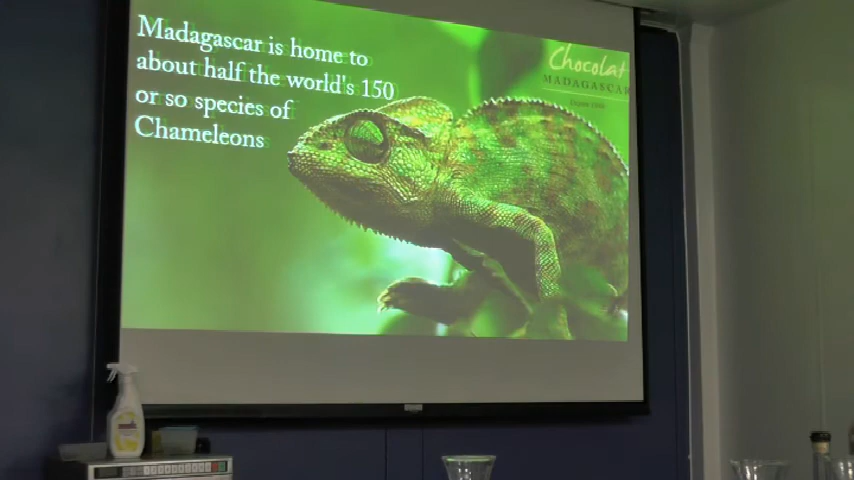 Madagascar is home to
about half the world's 150
or so species of
Chameleons
Chocolat
MADAGASCAR